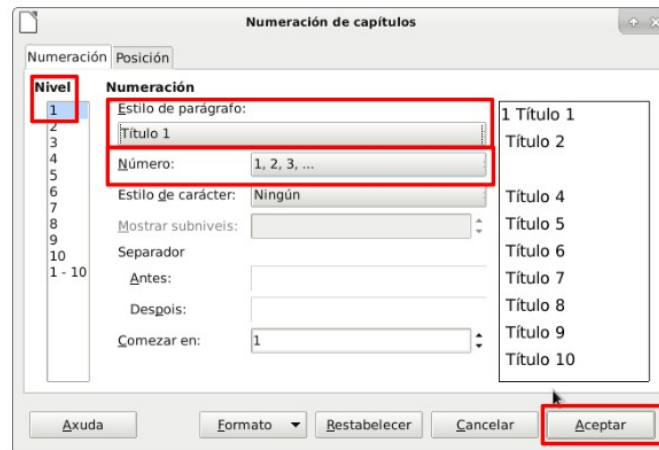 Numeración de capítulos
Numeración Posición
Nivel
1
2
3
4
5
6
7
8
9
10
1 - 10
Numeración
Estilo de parágrafo:
Título 1
Número: 1, 2, 3, ...
Estilo de carácter: Ningún
Mostrar subniveis:
Separador
Antes:
Despois:
Comezar en: 1
1 Título 1
Título 2
Título 4
Título 5
Título 6
Título 7
Título 8
Título 9
Título 10
Axuda Formato Restabelecer Cancelar Aceptar